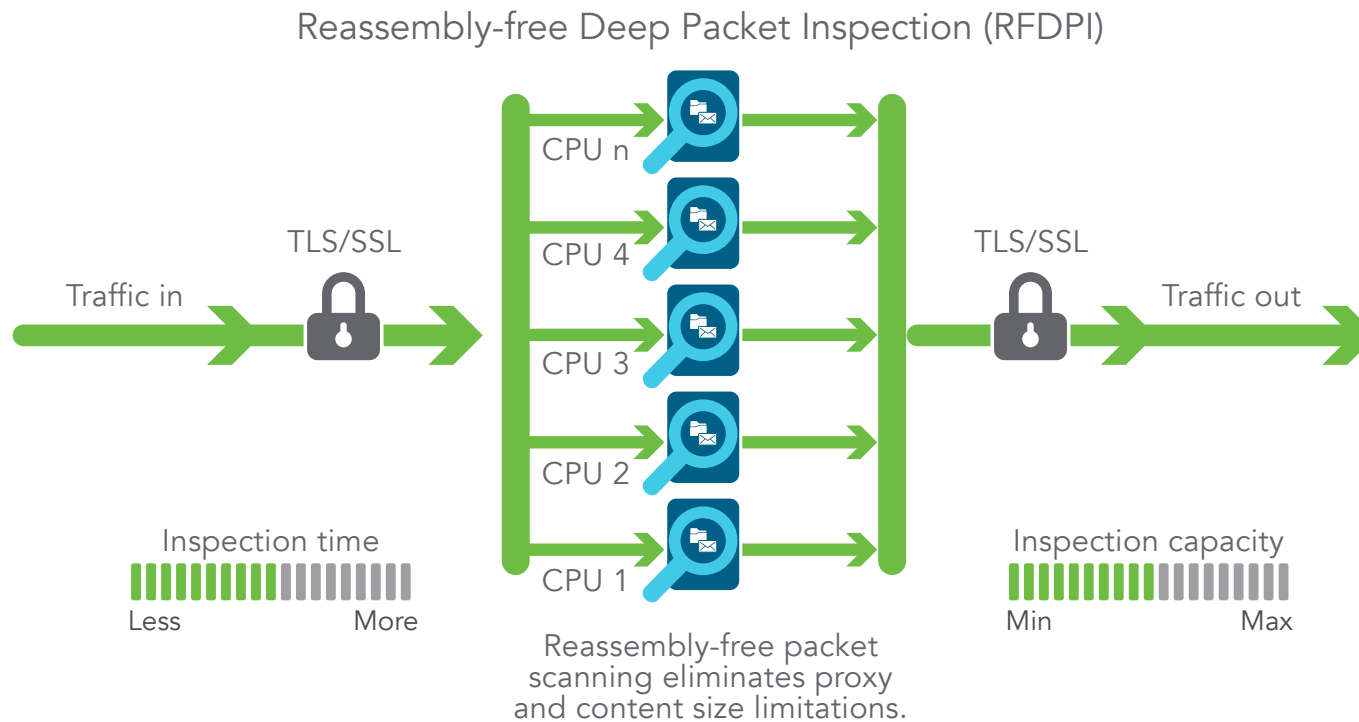 Reassembly-free Deep Packet Inspection (RFDPI)
CPU n
TLS/SSL
CPU 4
TLS/SSL
Traffic in
Traffic out
CPU 3
CPU 2
Inspection time
Less
More
CPU 1
Inspection capacity
Min
Max
Reassembly-free packet
scanning eliminates proxy
and content size limitations.